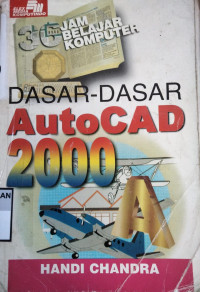 36 JAM
BELAJAR
KOMPUTER
DASAR-DASAR
AutoCAD
2000
A
HANDI CHANDRA